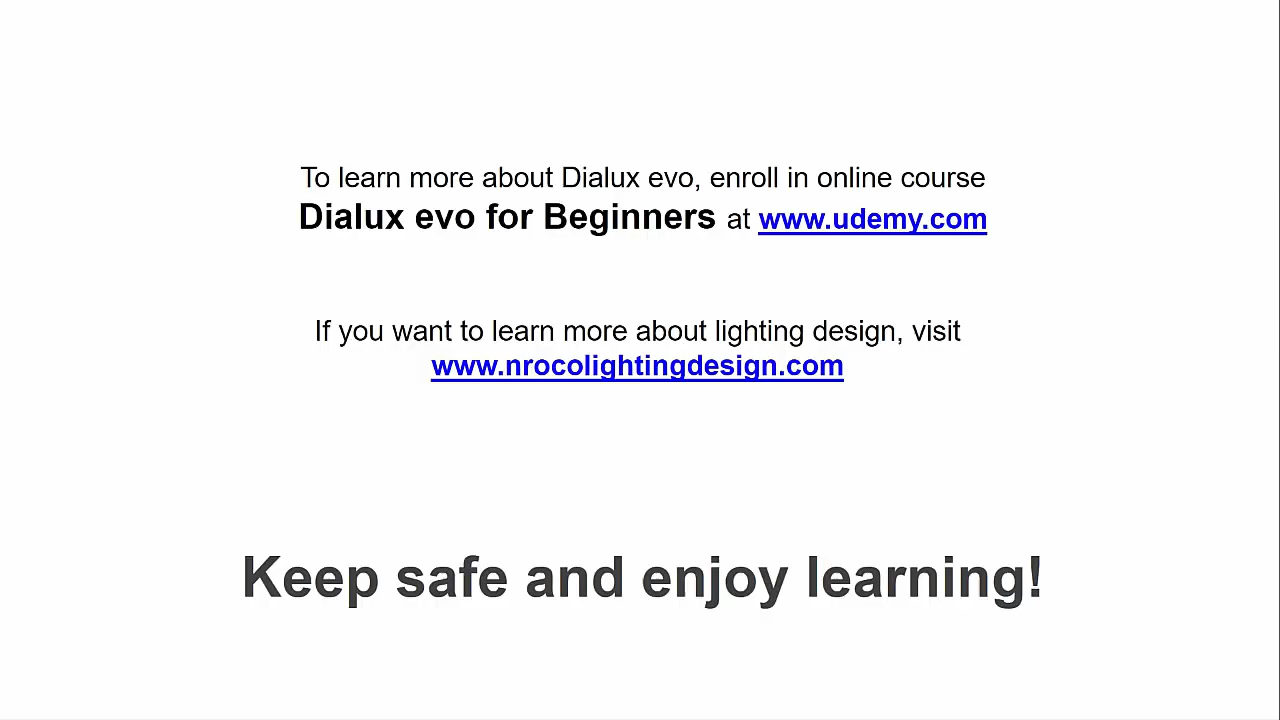 To learn more about Dialux evo, enroll in online course
Dialux evo for Beginners at www.udemy.com
If you want to learn more about lighting design, visit
www.nrocolightingdesign.com
Keep safe and enjoy learning!